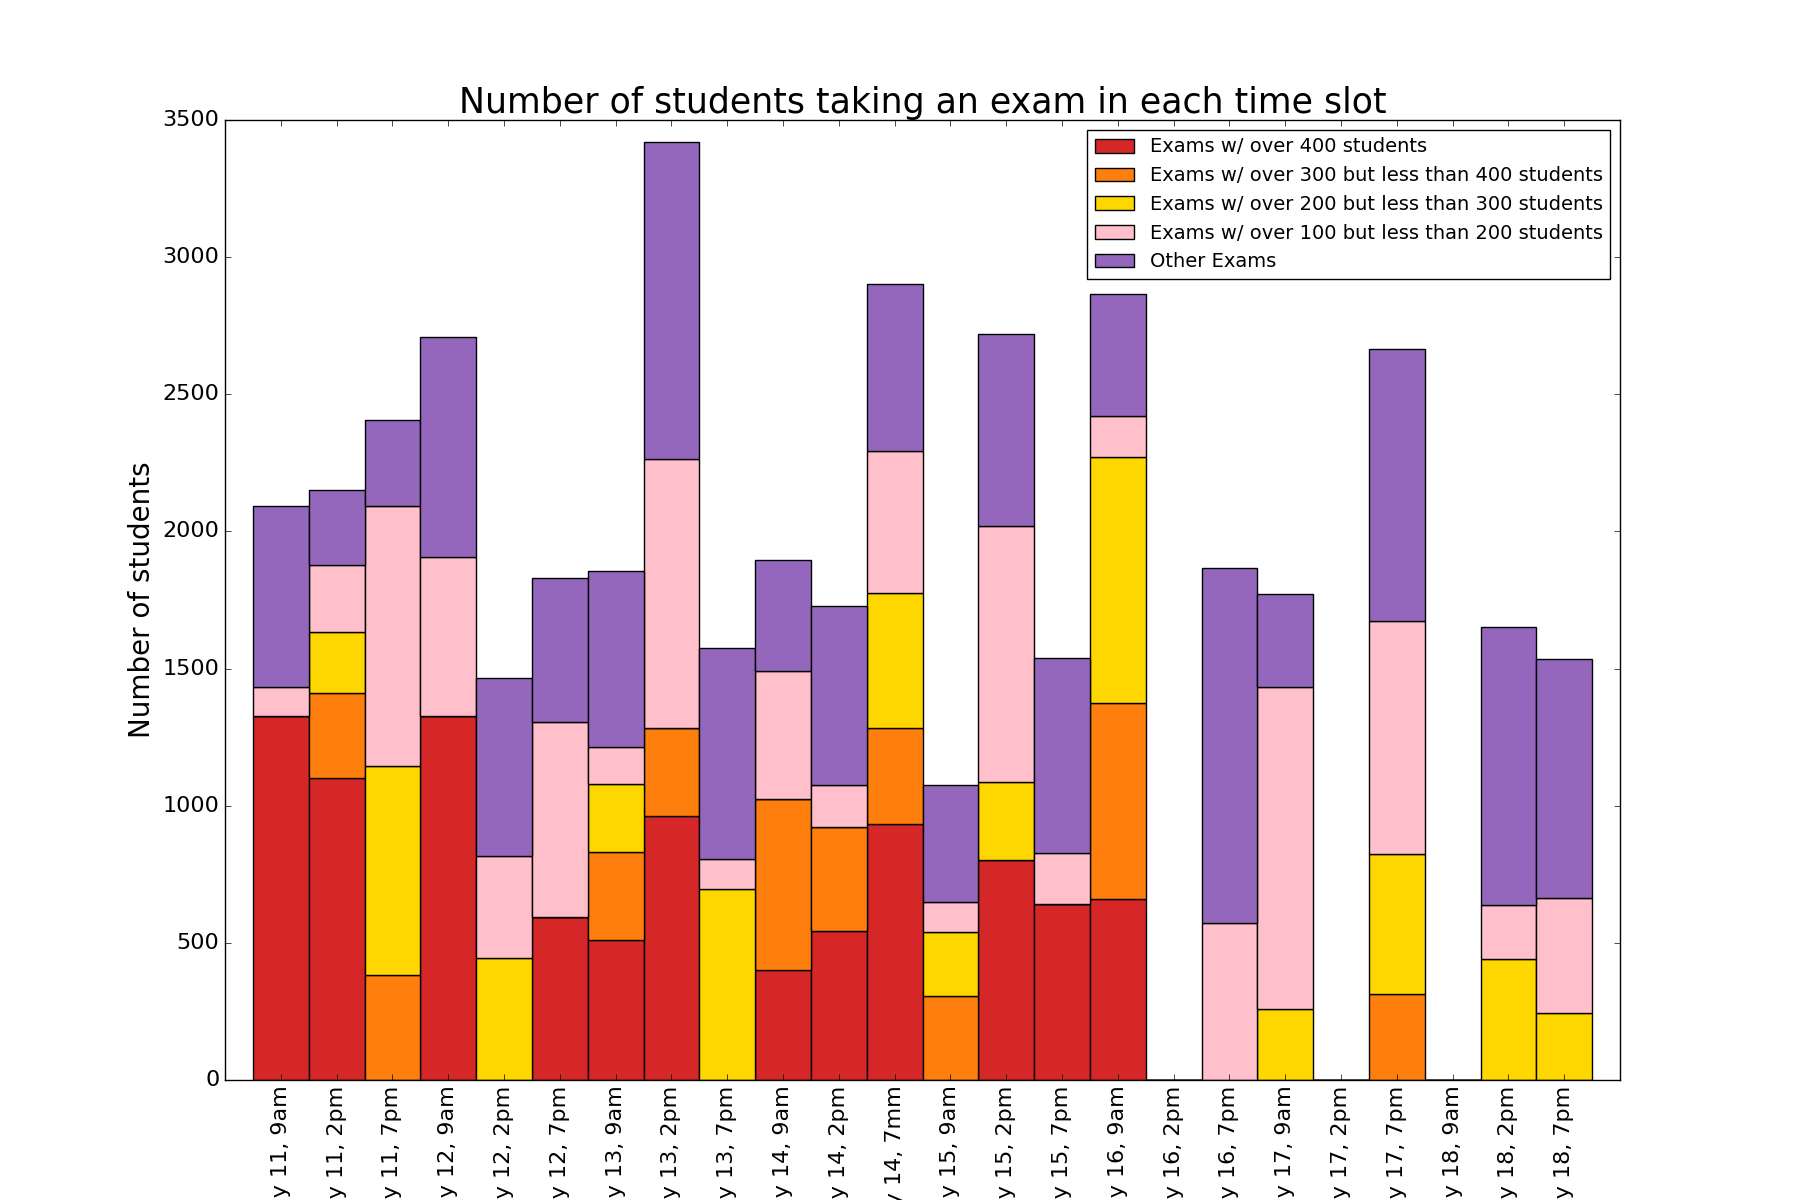 Number of students taking an exam in each time slot
Exams w/ over 400 students
Exams w/ over 300 but less than 400 students
Exams w/ over 200 but less than 300 students
Exams w/ over 100 but less than 200 students
Other Exams
Number of students
3500
3000
2500
2000
1500
1000
500
0
y 11, 9am
y 11, 2pm
y 11, 7pm
y 12, 9am
y 12, 2pm
y 12, 7pm
y 13, 9am
y 13, 2pm
y 13, 7pm
y 14, 9am
y 14, 2pm
y 14, 7mm
y 15, 9am
y 15, 2pm
y 15, 7pm
y 16, 9am
y 16, 2pm
y 16, 7pm
y 17, 9am
y 17, 2pm
y 17, 7pm
y 18, 9am
y 18, 2pm
y 18, 7pm